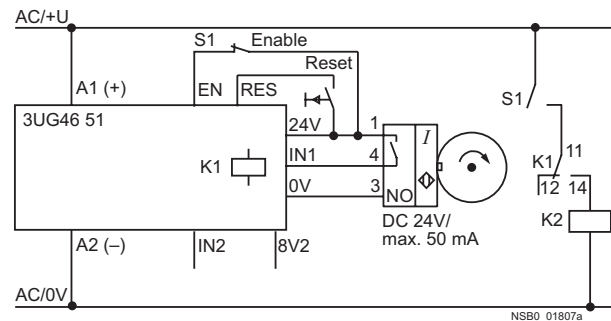 AC/+U
S1 Enable
Reset
A1 (+)
EN RES
S1
3UG46 51
24V 1 I
K1
IN1 4
0V 3 NO
K1 11
12 14
DC 24V/
max. 50 mA
K2
A2 (–)
IN2 8V2
AC/0V
NSB0_01807a